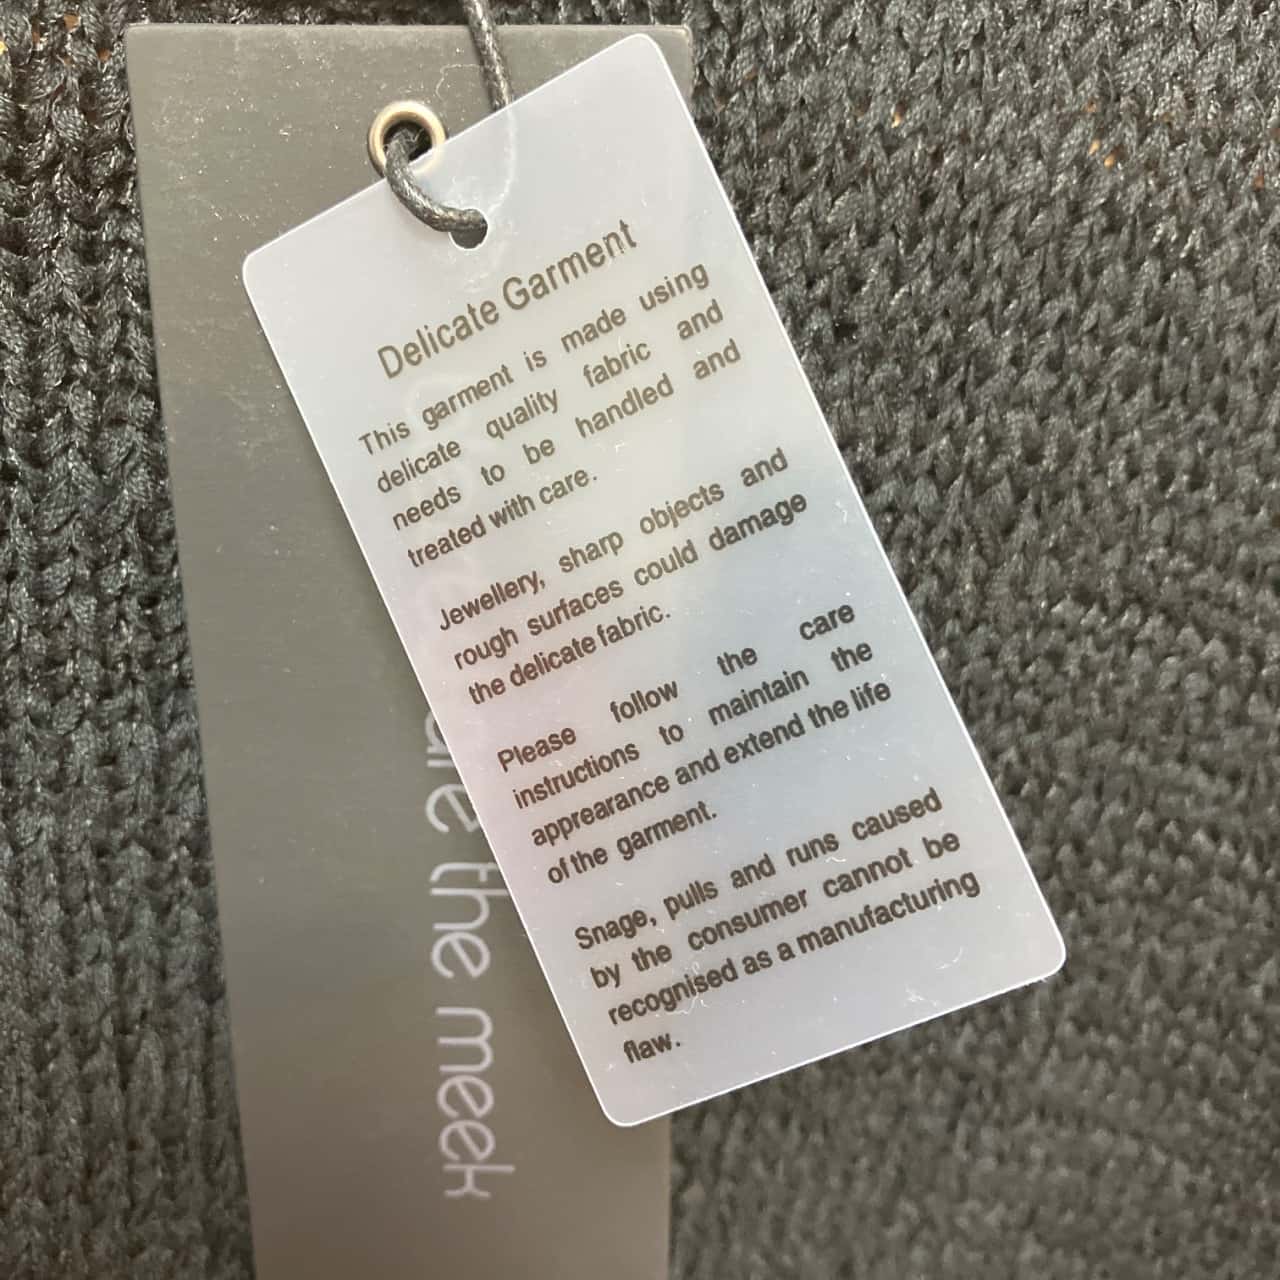 Delicate Garment
This garment is made using
delicate quality fabric and
needs to be handled and
treated with care.
Jewellery, sharp objects and
rough surfaces could damage
the delicate fabric.
Please follow the care
instructions to maintain the
apprearance and extend the life
of the garment.
Snage, pulls and runs caused
by the consumer cannot be
recognised as a manufacturing
flaw.
are the meek